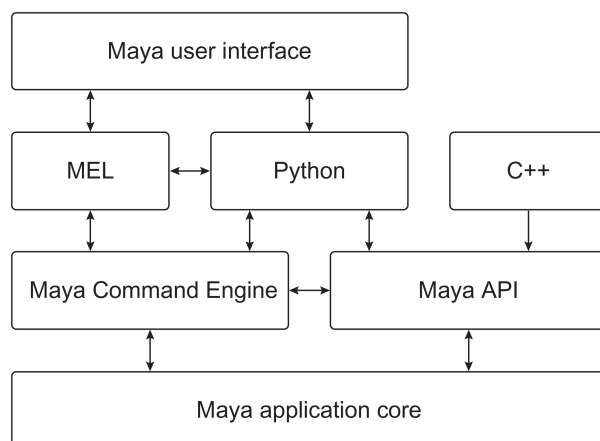 Maya user interface
MEL
Python
C++
Maya Command Engine
Maya API
Maya application core